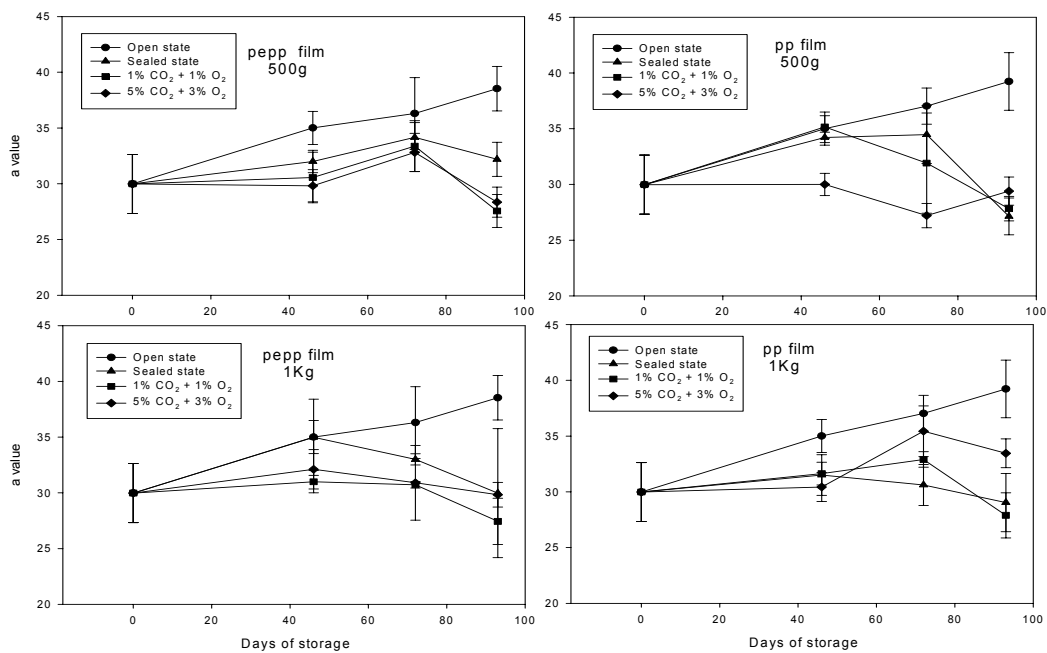 pepp film
500g
Open state
Sealed state
1% CO₂ + 1% O₂
5% CO₂ + 3% O₂
a value
45
40
35
30
25
20
0 20 40 60 80 100
pp film
500g
Open state
Sealed state
1% CO₂ + 1% O₂
5% CO₂ + 3% O₂
45
40
35
30
25
20
0 20 40 60 80 100
pepp film
1Kg
Open state
Sealed state
1% CO₂ + 1% O₂
5% CO₂ + 3% O₂
a value
45
40
35
30
25
20
0 20 40 60 80 100
Days of storage
pp film
1Kg
Open state
Sealed state
1% CO₂ + 1% O₂
5% CO₂ + 3% O₂
45
40
35
30
25
20
0 20 40 60 80 100
Days of storage